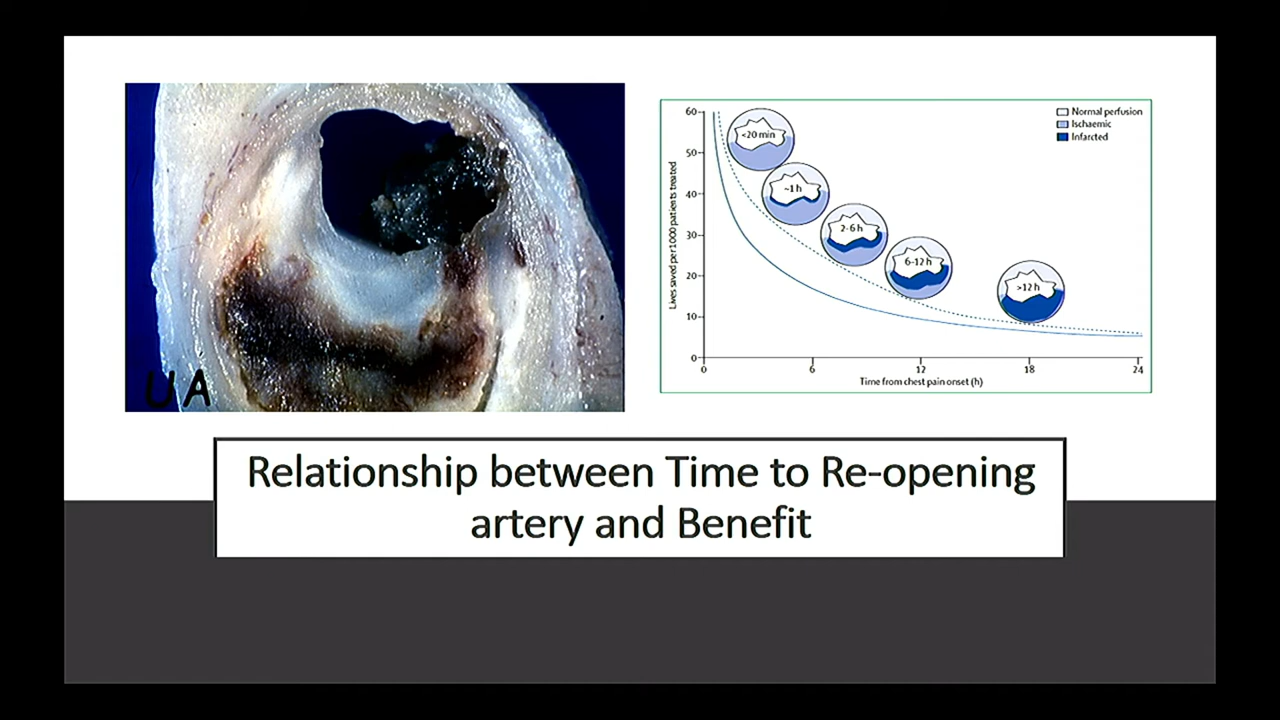 UA
60
50
40
30
20
10
0
Lives saved per 1000 patients treated
<20 min
~1 h
2-6 h
6-12 h
>12 h
Normal perfusion
Ischaemic
Infarcted
0 6 12 18 24
Time from chest pain onset (h)
Relationship between Time to Re-opening
artery and Benefit